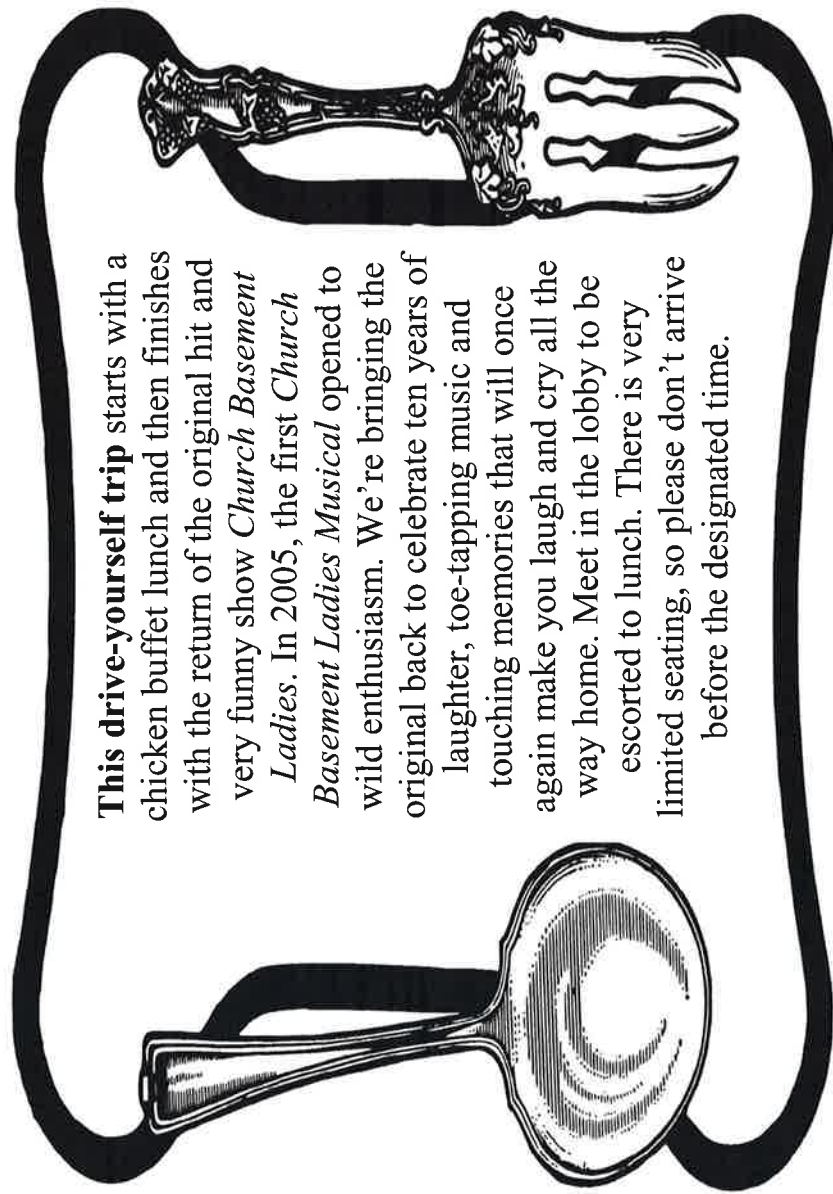 This drive-yourself trip starts with a
chicken buffet lunch and then finishes
with the return of the original hit and
very funny show Church Basement
Ladies. In 2005, the first Church
Basement Ladies Musical opened to
wild enthusiasm. We're bringing the
original back to celebrate ten years of
laughter, toe-tapping music and
touching memories that will once
again make you laugh and cry all the
way home. Meet in the lobby to be
escorted to lunch. There is very
limited seating, so please don't arrive
before the designated time.